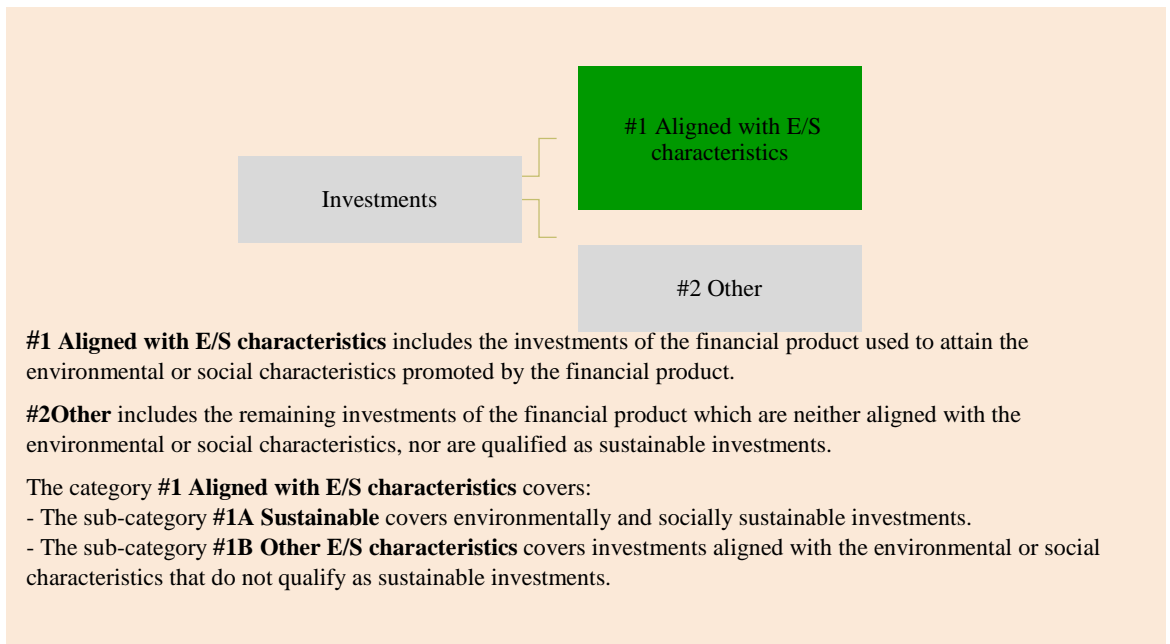 #1 Aligned with E/S
characteristics
Investments
#2 Other
#1 Aligned with E/S characteristics includes the investments of the financial product used to attain the
environmental or social characteristics promoted by the financial product.
#2Other includes the remaining investments of the financial product which are neither aligned with the
environmental or social characteristics, nor are qualified as sustainable investments.
The category #1 Aligned with E/S characteristics covers:
- The sub-category #1A Sustainable covers environmentally and socially sustainable investments.
- The sub-category #1B Other E/S characteristics covers investments aligned with the environmental or social
characteristics that do not qualify as sustainable investments.